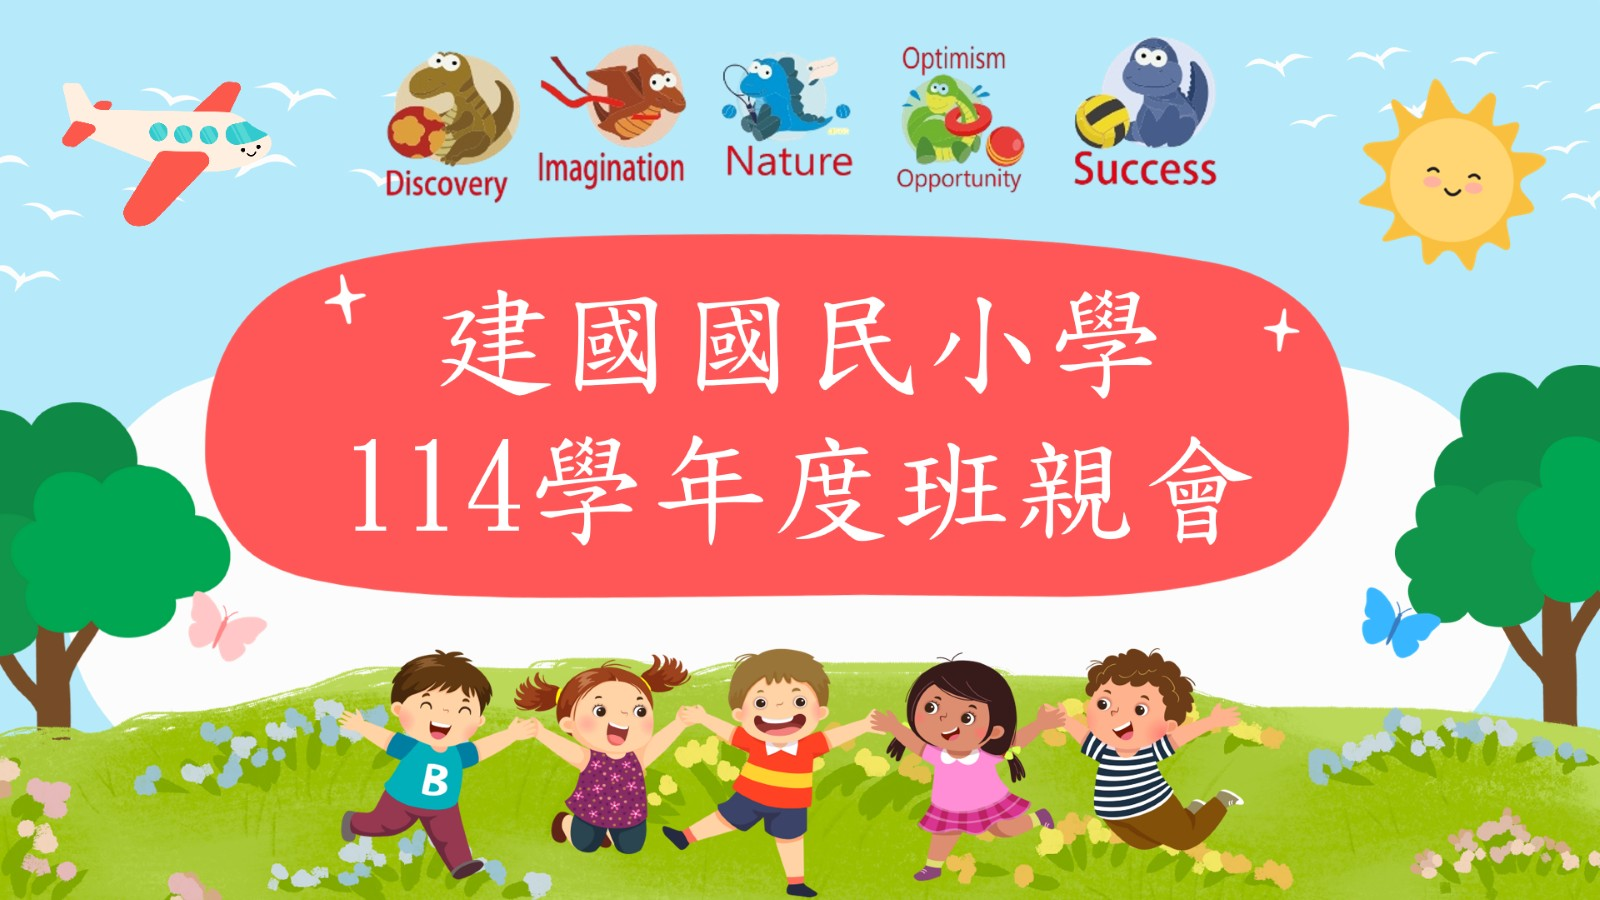 Discovery
Imagination
Nature
Optimism
Opportunity
Success
建國國民小學
114學年度班親會
B